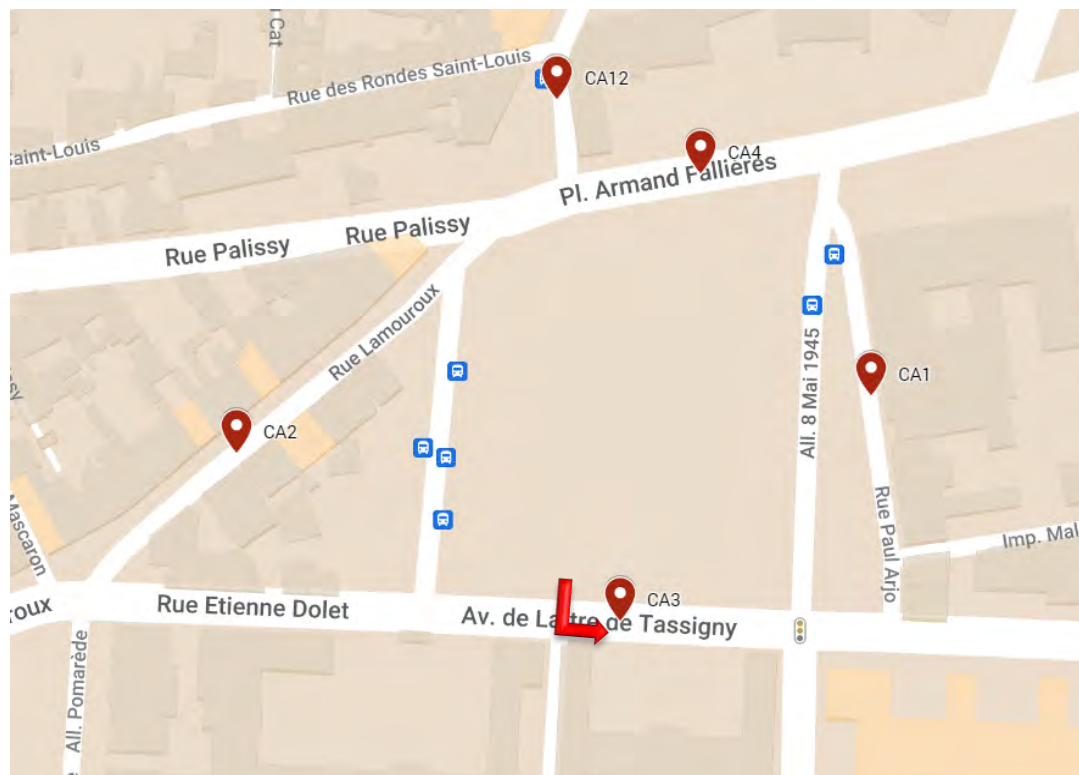 Cat
CA12
Rue des Rondes Saint-Louis
Saint-Louis
CA4
Pl. Armand Fallières
Rue Palissy
Rue Palissy
Rue Lamouroux
All. 8 Mai 1945
CA1
CA2
Rue Paul Arjo
Imp. Mal
Mascaron
roux
Rue Etienne Dolet
CA3
Av. de Lattre de Tassigny
All. Pomarède